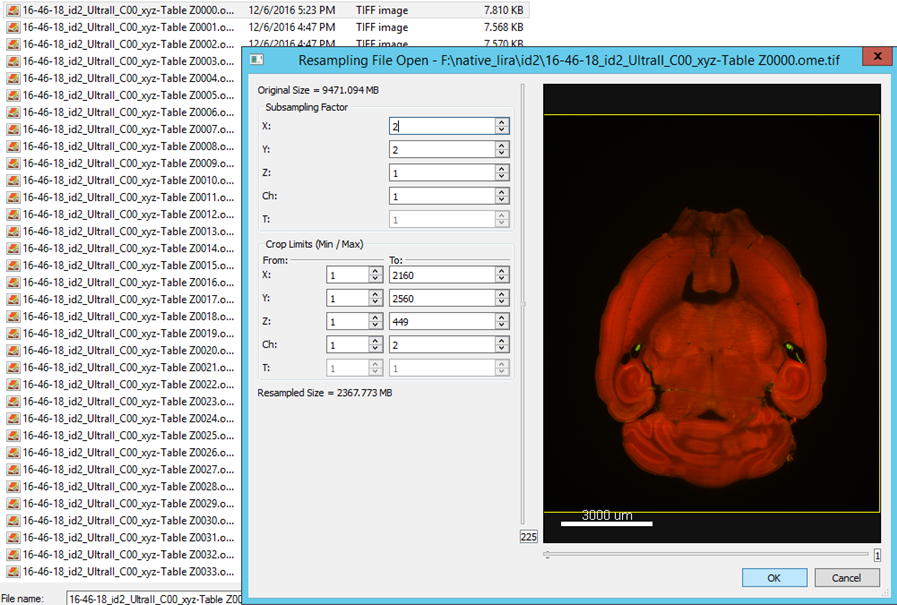 16-46-18_id2_UltraII_C00_xyz-Table Z0000.o... 12/6/2016 5:23 PM TIFF image 7.810 KB
16-46-18_id2_UltraII_C00_xyz-Table Z0001.o... 12/6/2016 4:47 PM TIFF image 7.568 KB
16-46-18_id2_UltraII_C00_xyz-Table Z0002.o... 12/6/2016 4:47 PM TIFF image 7.570 KB
16-46-18_id2_UltraII_C00_xyz-Table Z0003.o...
16-46-18_id2_UltraII_C00_xyz-Table Z0004.o...
16-46-18_id2_UltraII_C00_xyz-Table Z0005.o...
16-46-18_id2_UltraII_C00_xyz-Table Z0006.o...
16-46-18_id2_UltraII_C00_xyz-Table Z0007.o...
16-46-18_id2_UltraII_C00_xyz-Table Z0008.o...
16-46-18_id2_UltraII_C00_xyz-Table Z0009.o...
16-46-18_id2_UltraII_C00_xyz-Table Z0010.o...
16-46-18_id2_UltraII_C00_xyz-Table Z0011.o...
16-46-18_id2_UltraII_C00_xyz-Table Z0012.o...
16-46-18_id2_UltraII_C00_xyz-Table Z0013.o...
16-46-18_id2_UltraII_C00_xyz-Table Z0014.o...
16-46-18_id2_UltraII_C00_xyz-Table Z0015.o...
16-46-18_id2_UltraII_C00_xyz-Table Z0016.o...
16-46-18_id2_UltraII_C00_xyz-Table Z0017.o...
16-46-18_id2_UltraII_C00_xyz-Table Z0018.o...
16-46-18_id2_UltraII_C00_xyz-Table Z0019.o...
16-46-18_id2_UltraII_C00_xyz-Table Z0020.o...
16-46-18_id2_UltraII_C00_xyz-Table Z0021.o...
16-46-18_id2_UltraII_C00_xyz-Table Z0022.o...
16-46-18_id2_UltraII_C00_xyz-Table Z0023.o...
16-46-18_id2_UltraII_C00_xyz-Table Z0024.o...
16-46-18_id2_UltraII_C00_xyz-Table Z0025.o...
16-46-18_id2_UltraII_C00_xyz-Table Z0026.o...
16-46-18_id2_UltraII_C00_xyz-Table Z0027.o...
16-46-18_id2_UltraII_C00_xyz-Table Z0028.o...
16-46-18_id2_UltraII_C00_xyz-Table Z0029.o...
16-46-18_id2_UltraII_C00_xyz-Table Z0030.o...
16-46-18_id2_UltraII_C00_xyz-Table Z0031.o...
16-46-18_id2_UltraII_C00_xyz-Table Z0032.o...
16-46-18_id2_UltraII_C00_xyz-Table Z0033.o...
File name: 16-46-18_id2_UltraII_C00_xyz-Table Z00
Resampling File Open - F:\native_lira\id2\16-46-18_id2_UltraII_C00_xyz-Table Z0000.ome.tif
Original Size = 9471.094 MB
Subsampling Factor
X: 2
Y: 2
Z: 1
Ch: 1
T: 1
Crop Limits (Min / Max)
From: To:
X: 1 2160
Y: 1 2560
Z: 1 449
Ch: 1 2
T: 1 1
Resampled Size = 2367.773 MB
225
3000 um
1
OK Cancel